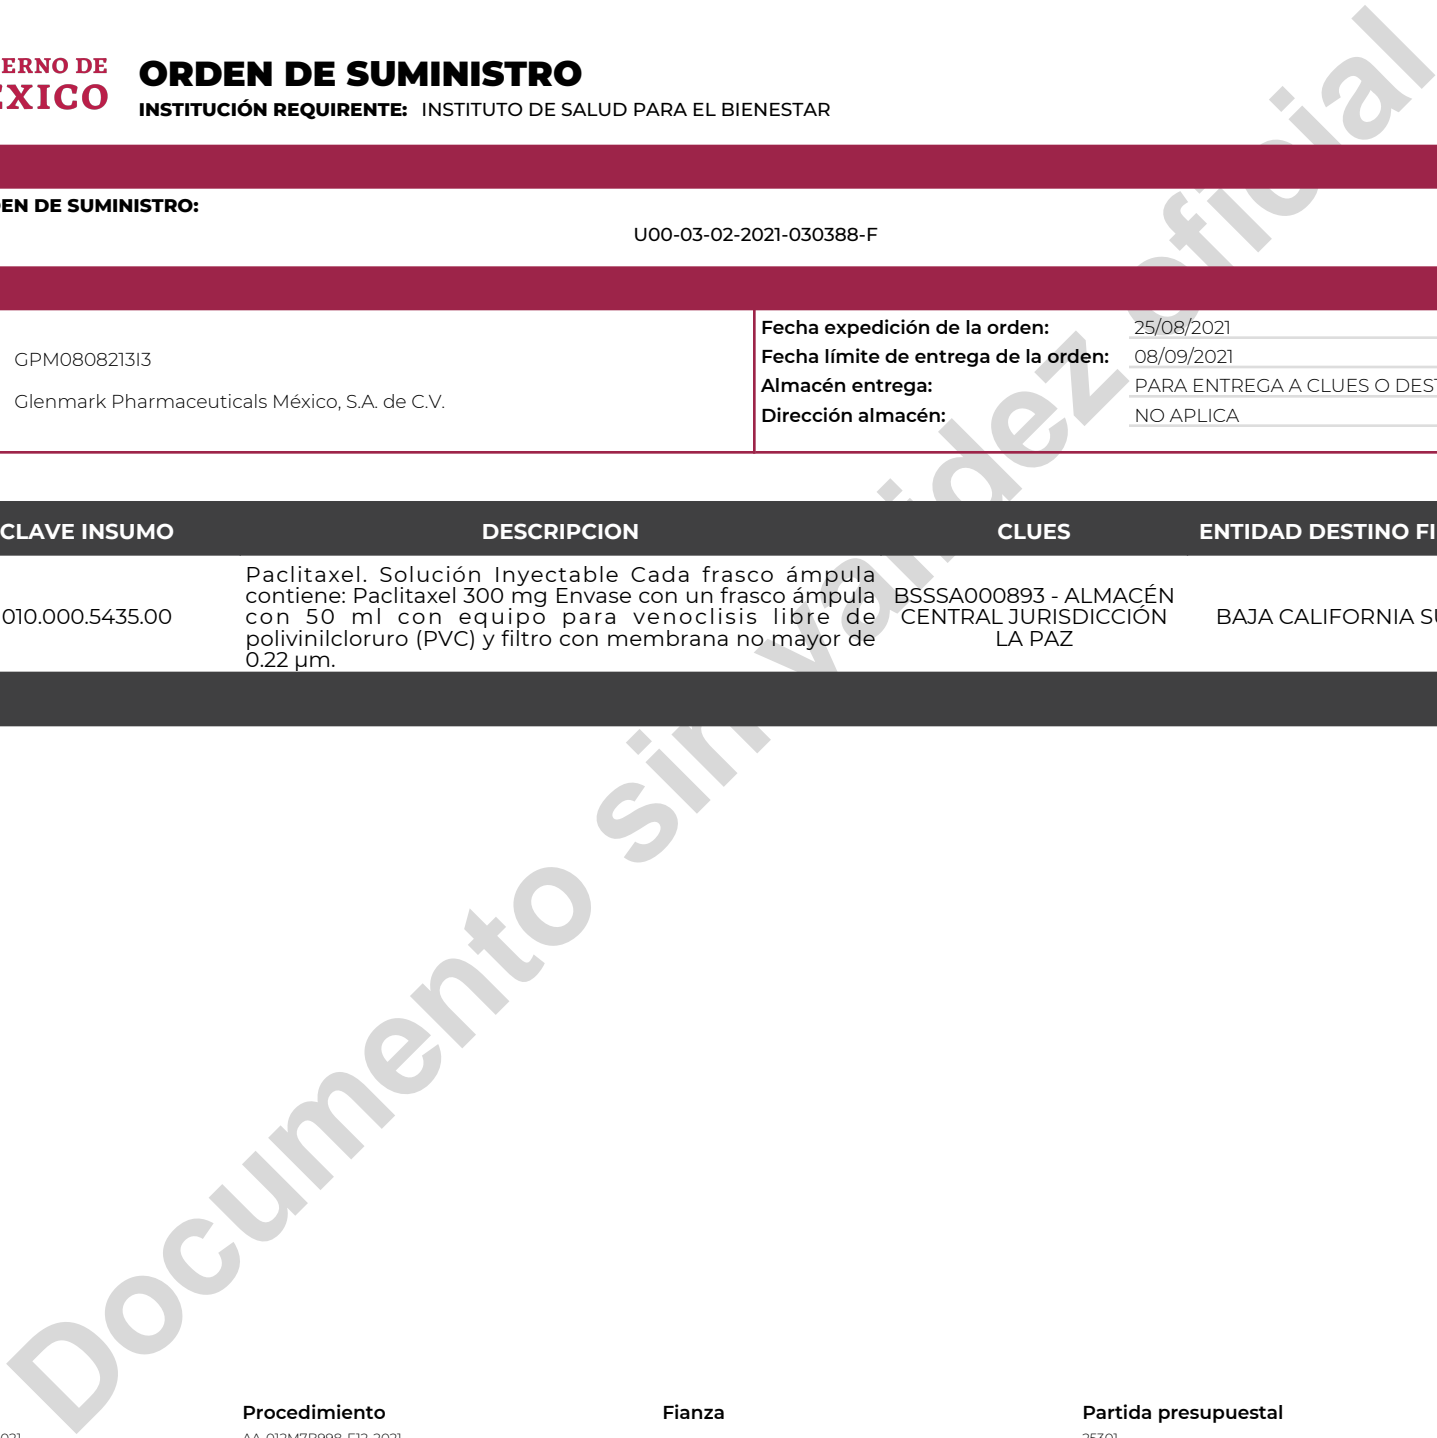 ERNO DE
ÉXICO
ORDEN DE SUMINISTRO
INSTITUCIÓN REQUIRENTE: INSTITUTO DE SALUD PARA EL BIENESTAR
EN DE SUMINISTRO:
U00-03-02-2021-030388-F
GPM0808213I3
Glenmark Pharmaceuticals México, S.A. de C.V.
Fecha expedición de la orden: 25/08/2021
Fecha límite de entrega de la orden: 08/09/2021
Almacén entrega: PARA ENTREGA A CLUES O DEST
Dirección almacén: NO APLICA
CLAVE INSUMO DESCRIPCION CLUES ENTIDAD DESTINO FI
010.000.5435.00
Paclitaxel. Solución Inyectable Cada frasco ámpula
contiene: Paclitaxel 300 mg Envase con un frasco ámpula
con 50 ml con equipo para venoclisis libre de
polivinilcloruro (PVC) y filtro con membrana no mayor de
0.22 µm.
BSSSA000893 - ALMACÉN
CENTRAL JURISDICCIÓN
LA PAZ
BAJA CALIFORNIA SU
Documento sin validez oficial
Procedimiento Fianza Partida presupuestal